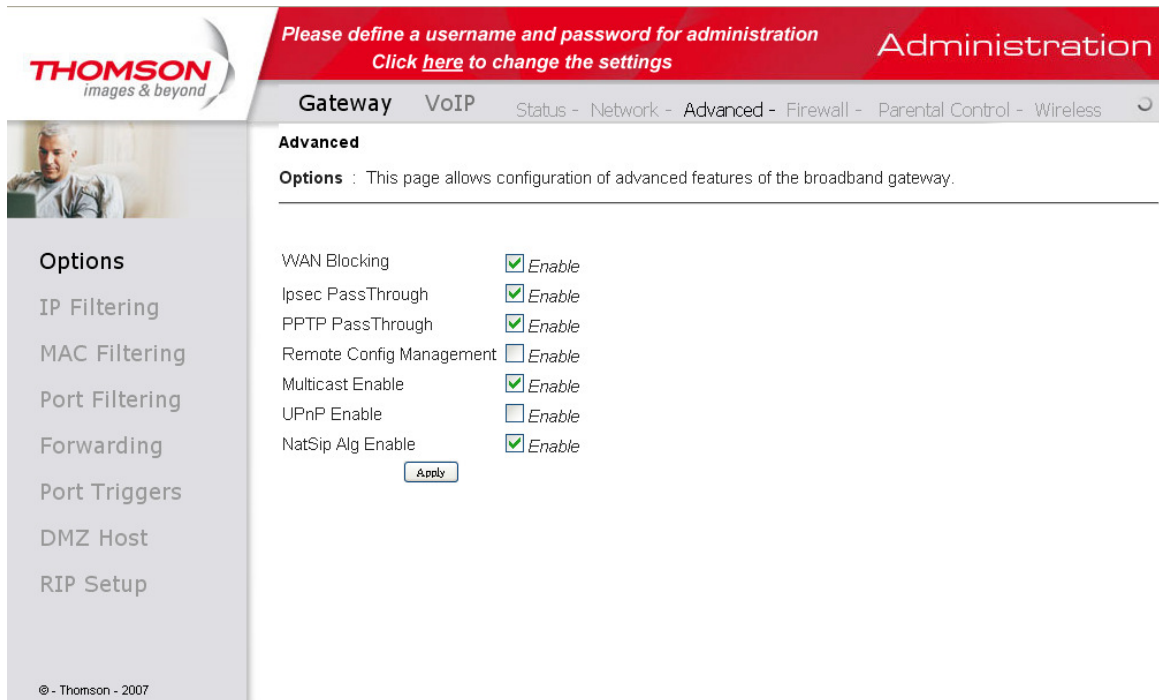 THOMSON
images & beyond
Please define a username and password for administration
Click here to change the settings
Administration
Gateway VoIP Status - Network - Advanced - Firewall - Parental Control - Wireless
Advanced
Options : This page allows configuration of advanced features of the broadband gateway.
Options
IP Filtering
MAC Filtering
Port Filtering
Forwarding
Port Triggers
DMZ Host
RIP Setup
WAN Blocking Enable
Ipsec PassThrough Enable
PPTP PassThrough Enable
Remote Config Management Enable
Multicast Enable Enable
UPnP Enable Enable
NatSip Alg Enable Enable
Apply
© - Thomson - 2007